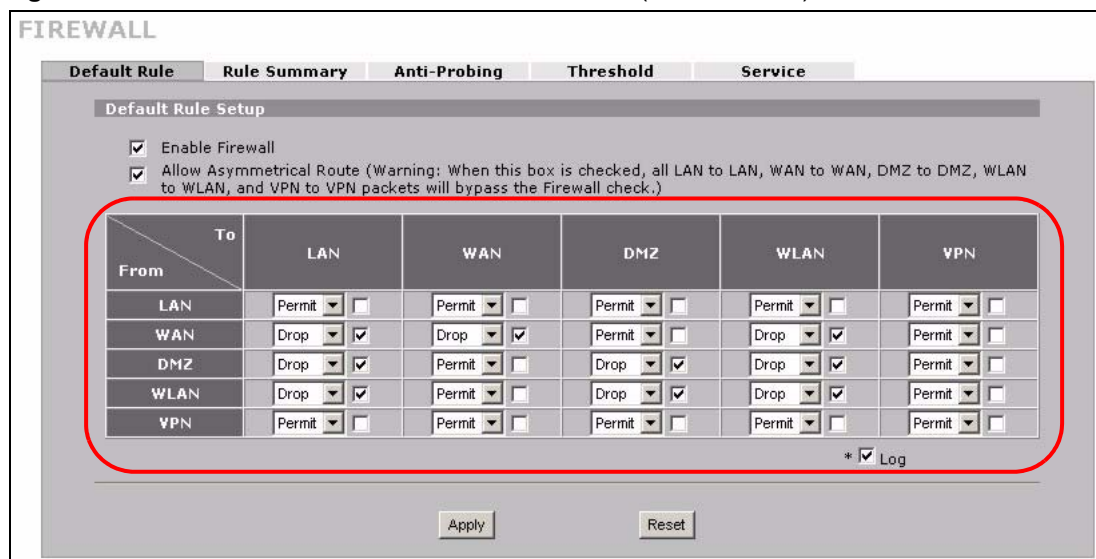 FIREWALL
Default Rule Rule Summary Anti-Probing Threshold Service
Default Rule Setup
Enable Firewall
Allow Asymmetrical Route (Warning: When this box is checked, all LAN to LAN, WAN to WAN, DMZ to DMZ, WLAN
to WLAN, and VPN to VPN packets will bypass the Firewall check.)
To
From
LAN WAN DMZ WLAN VPN
LAN Permit Permit Permit Permit Permit
WAN Drop Drop Permit Drop Permit
DMZ Drop Permit Drop Drop Permit
WLAN Drop Permit Drop Drop Permit
VPN Permit Permit Permit Permit Permit
* Log
Apply Reset